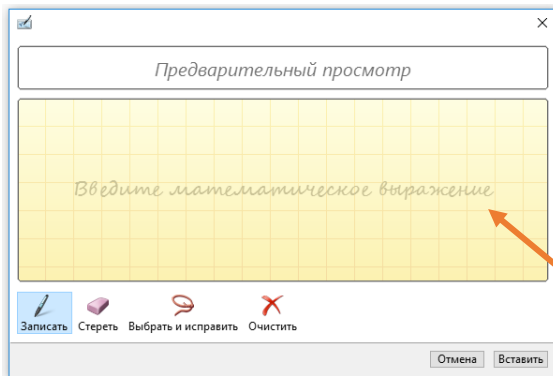 Предварительный просмотр
Введите математическое выражение
Записать Стереть Выбрать и исправить Очистить
Отмена Вставить